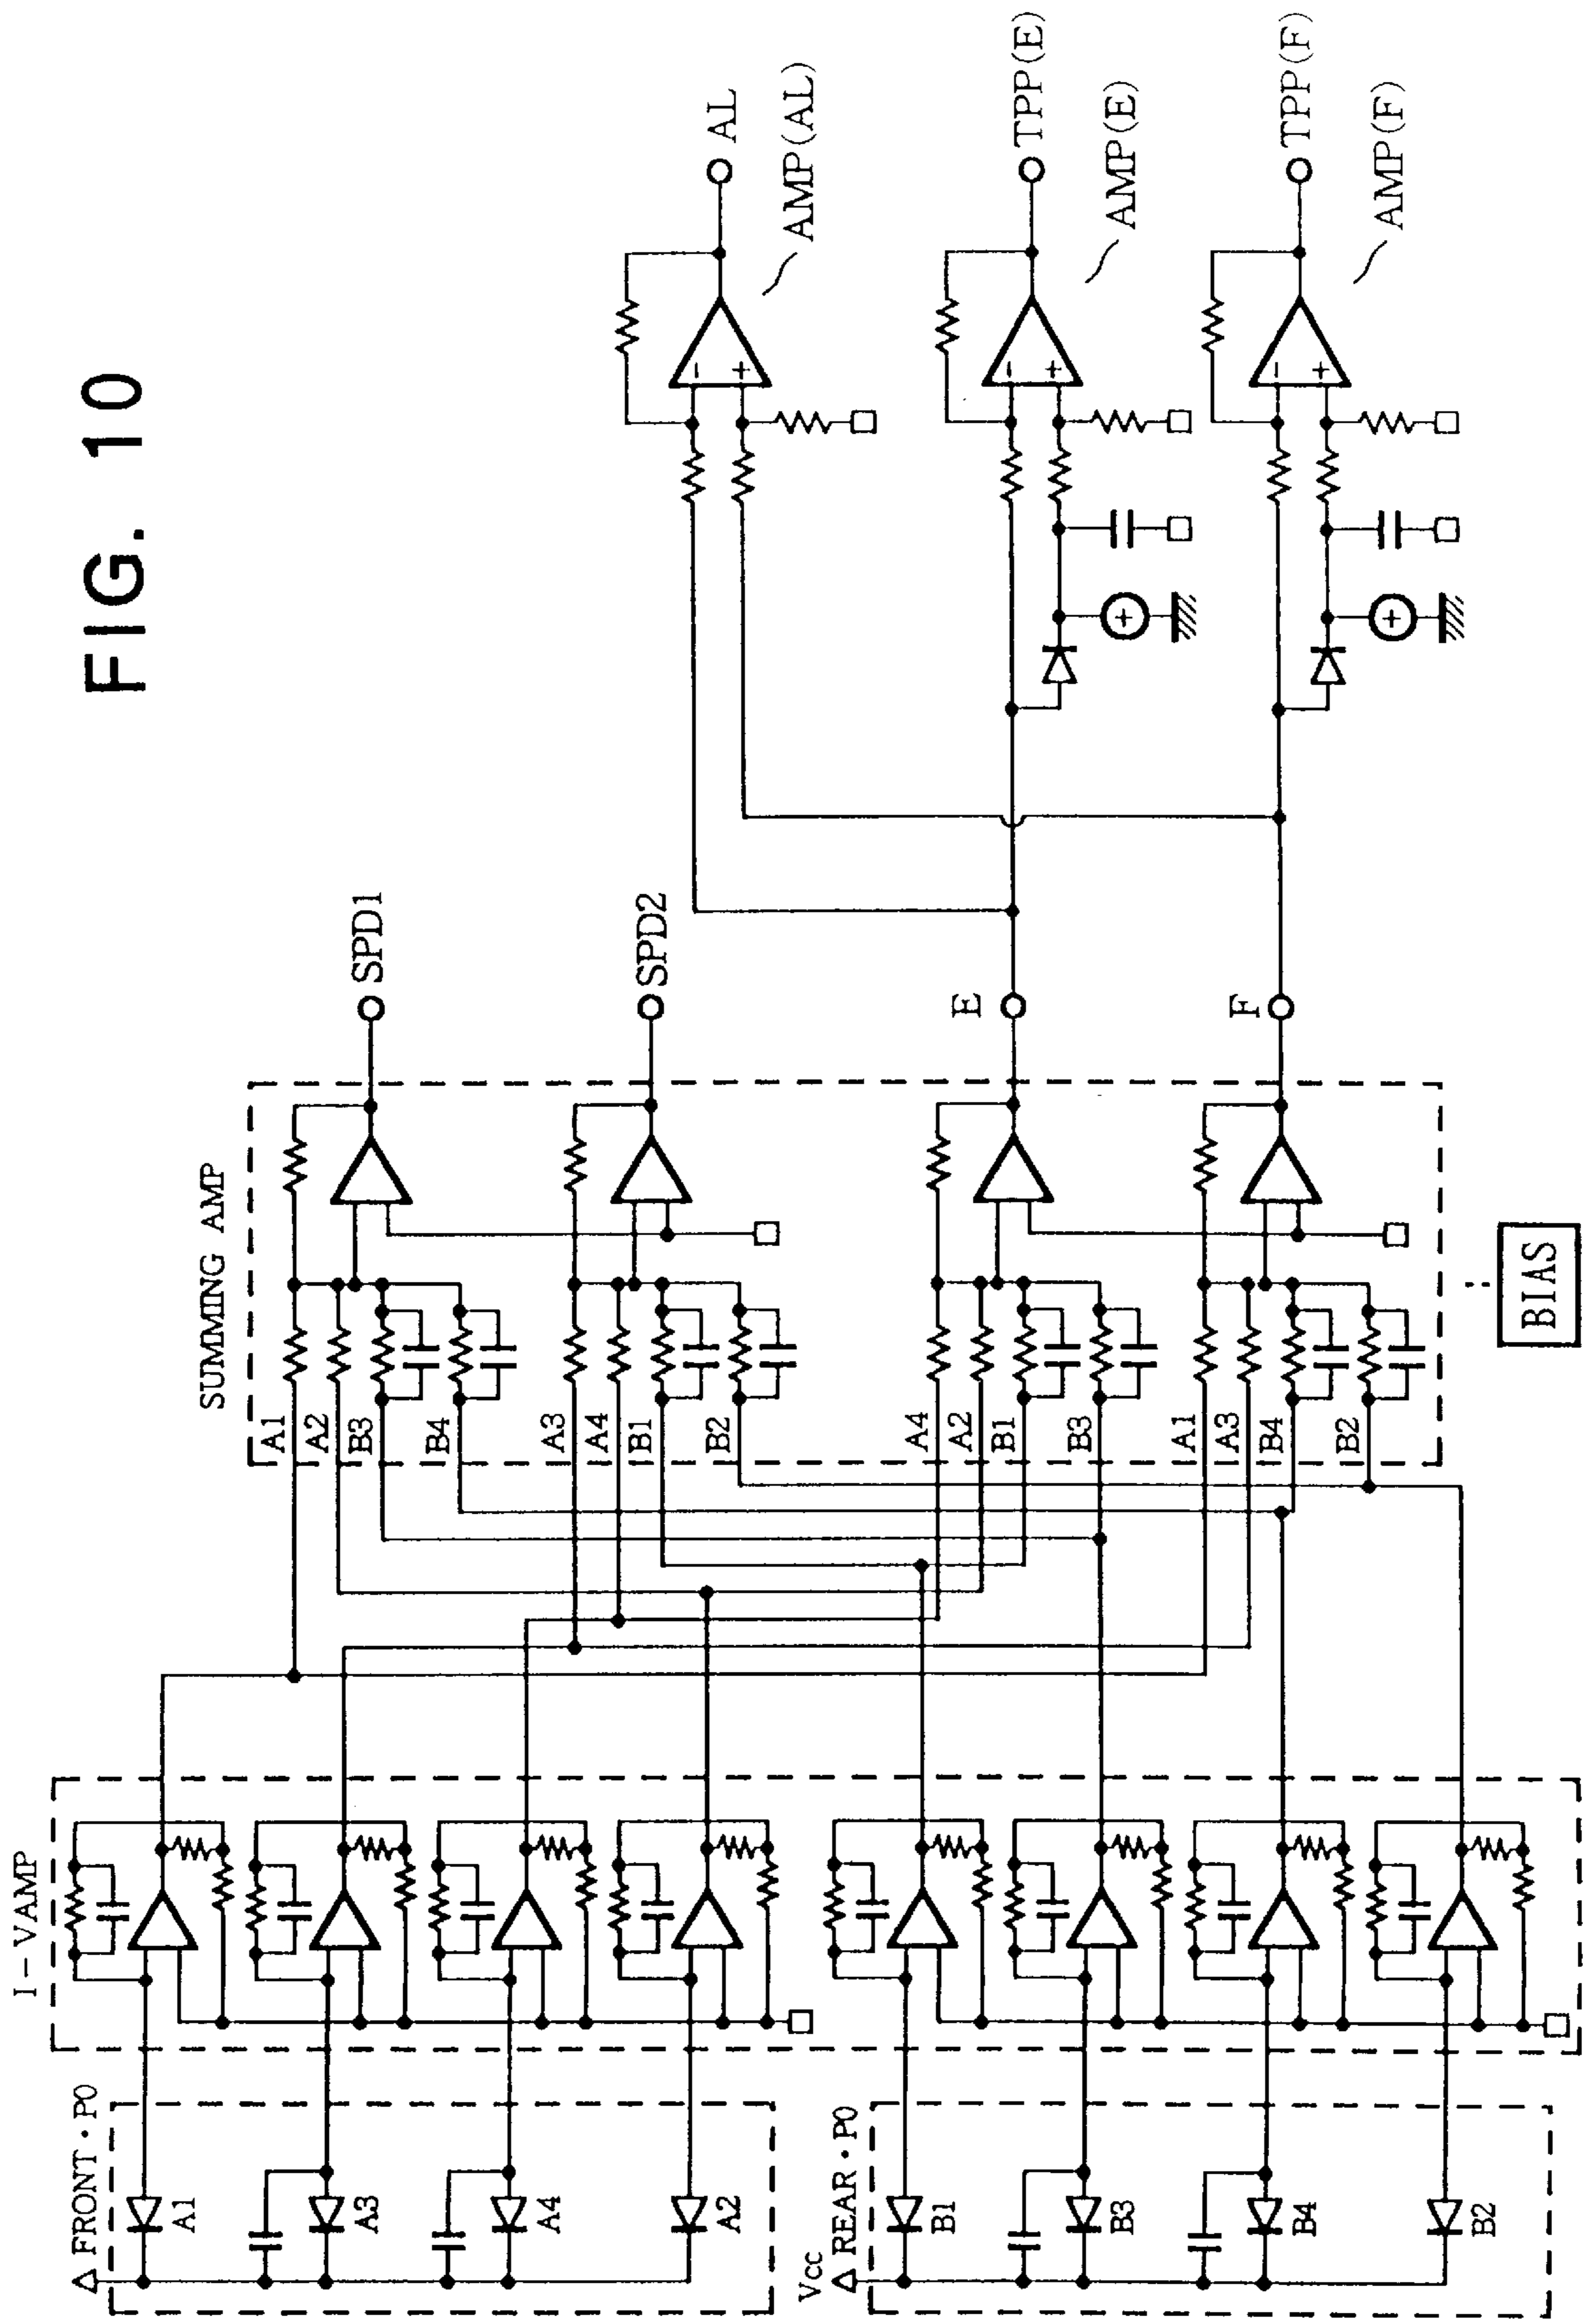 FIG. 10
FRONT・PO
A1
A3
A4
A2
Vcc
REAR・PO
B1
B3
B4
B2
I-VAMP
SUMMING AMP
A1
A2
B3
B4
A3
A4
B1
B2
A4
A2
B1
B3
A1
A3
B4
B2
BIAS
SPD1
SPD2
E
F
- +
AL
AMP(AL)
- +
TPP(E)
AMP(E)
+
- +
TPP(F)
AMP(F)
+